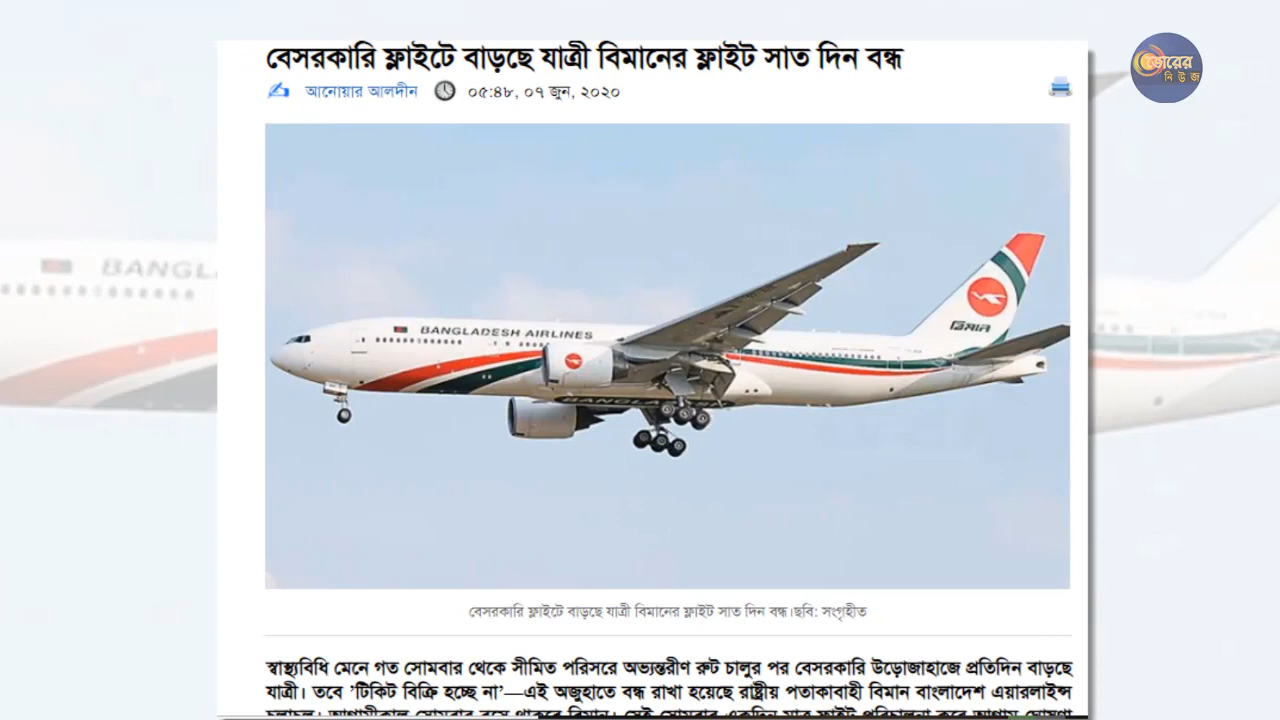 বেসরকারি ফ্লাইটে বাড়ছে যাত্রী বিমানের ফ্লাইট সাত দিন বন্ধ
আনোয়ার আলদীন ০৫:৪৮, ০৭ জুন, ২০২০
ভোরের
নিউজ
BANGL
BANGLADESH AIRLINES
বিমান
বেসরকারি ফ্লাইটে বাড়ছে যাত্রী বিমানের ফ্লাইট সাত দিন বন্ধ।ছবি: সংগৃহীত
স্বাস্থ্যবিধি মেনে গত সোমবার থেকে সীমিত পরিসরে অভ্যন্তরীণ রুট চালুর পর বেসরকারি উড়োজাহাজে প্রতিদিন বাড়ছে
যাত্রী। তবে 'টিকিট বিক্রি হচ্ছে না'—এই অজুহাতে বন্ধ রাখা হয়েছে রাষ্ট্রীয় পতাকাবাহী বিমান বাংলাদেশ এয়ারলাইন্স